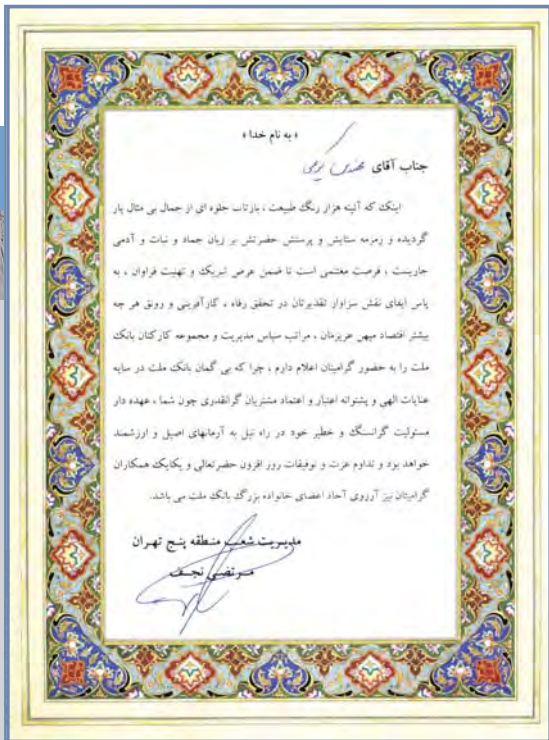 « به نام خدا »
جناب آقای مهندس
اینک که آئینه هزار رنگ طبیعت ، بازتاب جلوه ای از جمال بی مثال یار
گردیده و زمزمه ستایش و پرستش حضرتش بر زبان جماد و نبات و آدمی
جاریست ، فرصت مغتنمی است تا ضمن عرض تبریک و تهنیت فراوان ، به
پاس ایفای نقش سزاوار تقدیرتان در تحقق رفاه ، کارآفرینی و رونق هر چه
بیشتر اقتصاد میهن عزیزمان ، مراتب سپاس مدیریت و مجموعه کارکنان بانک
ملت را به حضور گرامیتان اعلام دارم ، چرا که بی گمان بانک ملت در سایه
عنایات الهی و پشتوانه اعتبار و اعتماد مشتریان گرانقدری چون شما ، عهده دار
مسئولیت گرانسنگ و خطیر خود در راه نیل به آرمانهای اصیل و ارزشمند
خواهد بود و تداوم عزت و توفیقات روز افزون حضرتعالی و یکایک همکاران
گرامیتان نیز آرزوی آحاد اعضای خانواده بزرگ بانک ملت می باشد.
مدیریت شعب منطقه پنج تهران
مرتضی نجف